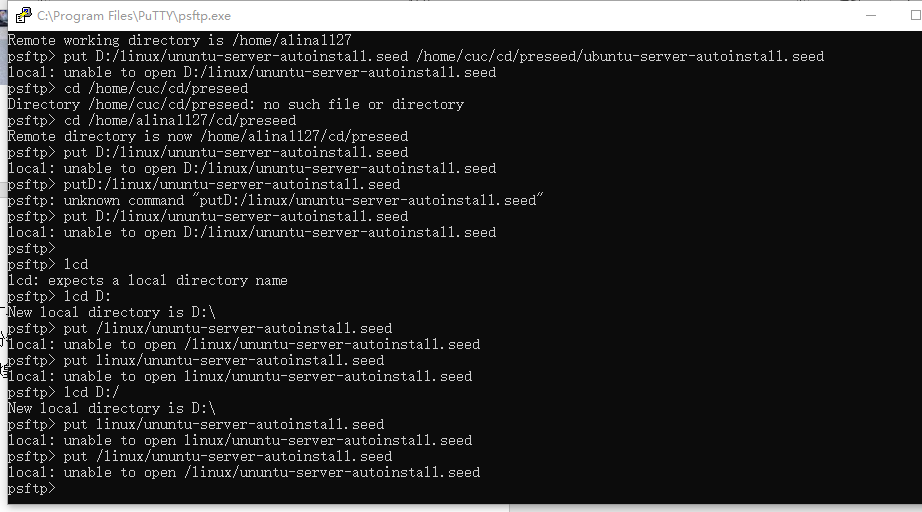 C:\Program Files\PuTTY\psftp.exe
Remote working directory is /home/alina1127
psftp> put D:/linux/ununtu-server-autoinstall.seed /home/cuc/cd/preseed/ubuntu-server-autoinstall.seed
local: unable to open D:/linux/ununtu-server-autoinstall.seed
psftp> cd /home/cuc/cd/preseed
Directory /home/cuc/cd/preseed: no such file or directory
psftp> cd /home/alina1127/cd/preseed
Remote directory is now /home/alina1127/cd/preseed
psftp> put D:/linux/ununtu-server-autoinstall.seed
local: unable to open D:/linux/ununtu-server-autoinstall.seed
psftp> putD:/linux/ununtu-server-autoinstall.seed
psftp: unknown command "putD:/linux/ununtu-server-autoinstall.seed"
psftp> put D:/linux/ununtu-server-autoinstall.seed
local: unable to open D:/linux/ununtu-server-autoinstall.seed
psftp>
psftp> lcd
lcd: expects a local directory name
psftp> lcd D:
New local directory is D:\
psftp> put /linux/ununtu-server-autoinstall.seed
local: unable to open /linux/ununtu-server-autoinstall.seed
psftp> put linux/ununtu-server-autoinstall.seed
local: unable to open linux/ununtu-server-autoinstall.seed
psftp> lcd D:/
New local directory is D:\
psftp> put linux/ununtu-server-autoinstall.seed
local: unable to open linux/ununtu-server-autoinstall.seed
psftp> put /linux/ununtu-server-autoinstall.seed
local: unable to open /linux/ununtu-server-autoinstall.seed
psftp>